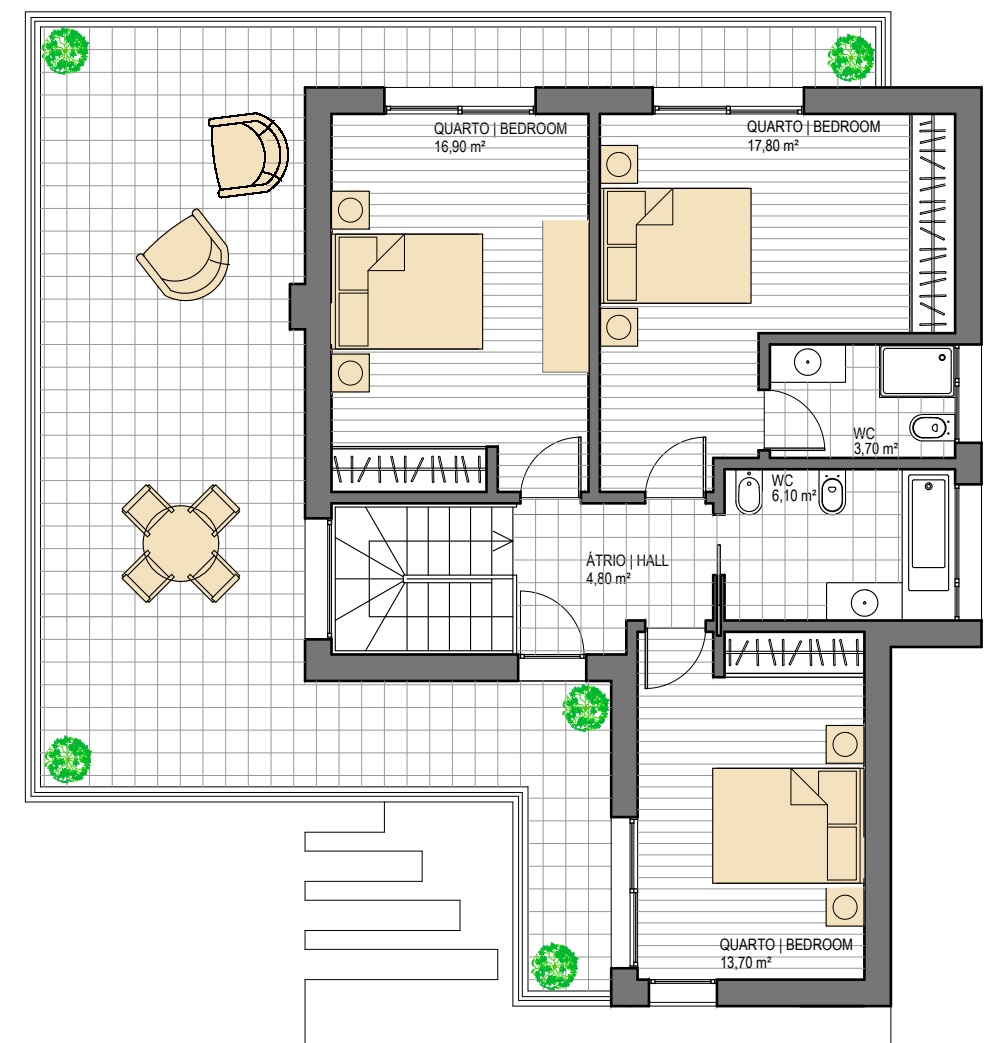 QUARTO | BEDROOM
16,90 m²
QUARTO | BEDROOM
17,80 m²
WC
3,70 m²
WC
6,10 m²
ÁTRIO | HALL
4,80 m²
QUARTO | BEDROOM
13,70 m²